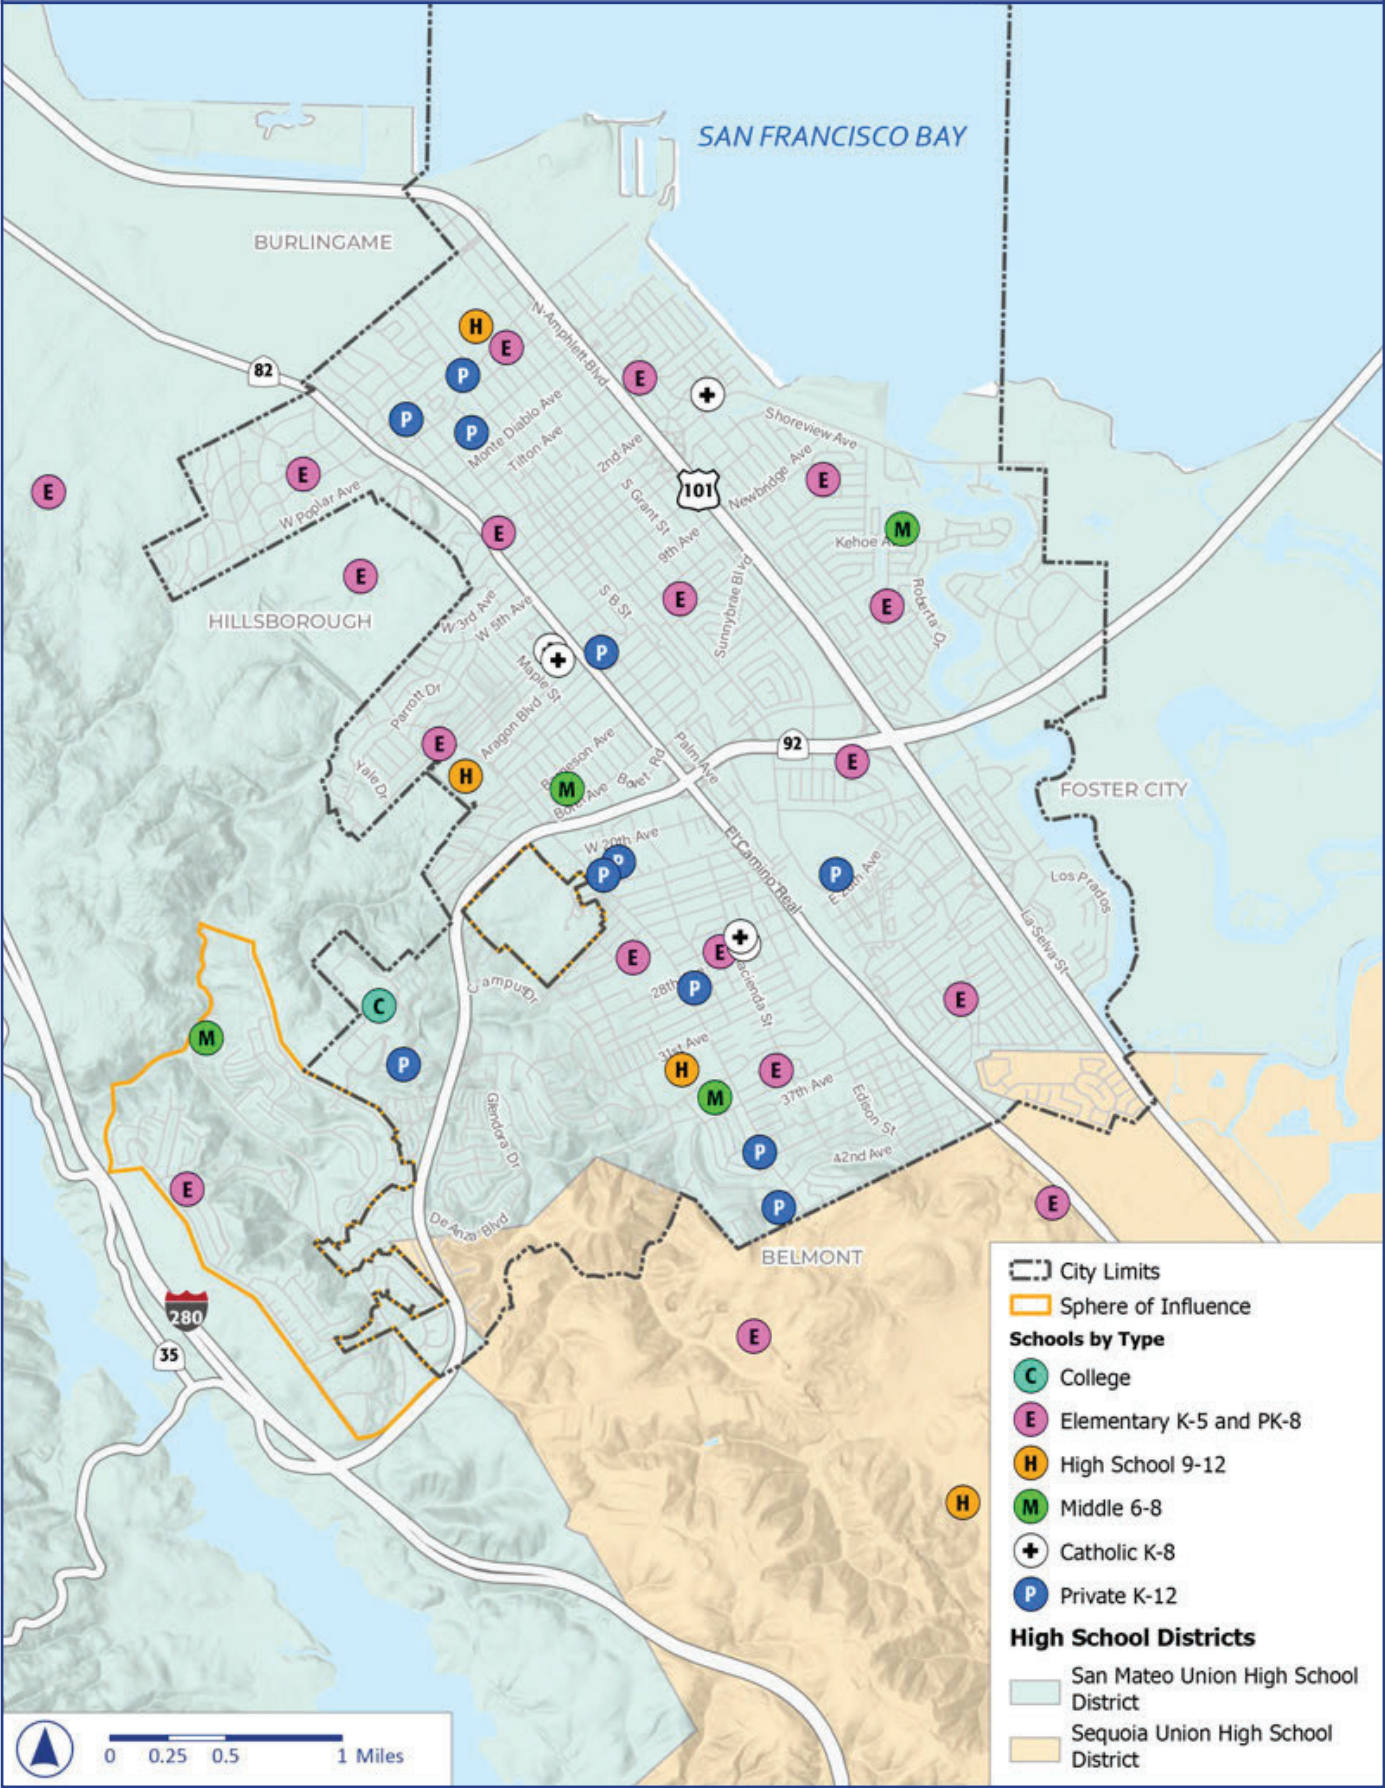 SAN FRANCISCO BAY
BURLINGAME
N Amphlett Blvd
H
E
82
P
E
P
P
Monte Diablo Ave
Tilton Ave
2nd Ave
Shoreview Ave
E
E
W Poplar Ave
S Grant St
101
Newbridge Ave
E
M
E
9th Ave
Kehoe
E
HILLSBOROUGH
W 3rd Ave
W 5th Ave
S B St
E
Sunnybrae Blvd
E
Roberta Dr
P
Maple St
Parrott Dr
Aragon Blvd
E
H
Yale Dr
M
Borel Ave
Bovet Rd
Palm Ave
92
E
FOSTER CITY
W 20th Ave
P
P
El Camino Real
P
Los Prados
La Selva St
E
E
28th
P
Campus Dr
C
E
M
P
31st Ave
H
E
M
37th Ave
Edison St
Glendora Dr
P
42nd Ave
E
P
E
De Anza Blvd
BELMONT
280
35
E
H
City Limits
Sphere of Influence
Schools by Type
C College
E Elementary K-5 and PK-8
H High School 9-12
M Middle 6-8
Catholic K-8
P Private K-12
High School Districts
San Mateo Union High School
District
Sequoia Union High School
District
0 0.25 0.5 1 Miles